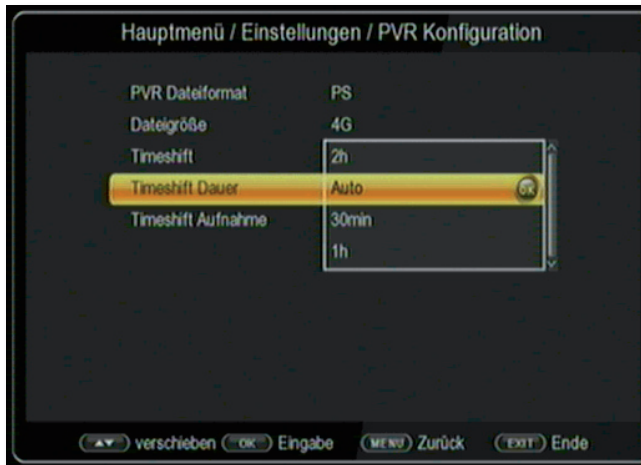 Hauptmenü / Einstellungen / PVR Konfiguration
PVR Dateiformat PS
Dateigröße 4G
Timeshift 2h
Timeshift Dauer Auto OK
Timeshift Aufnahme 30min
1h
verschieben OK Eingabe MENU Zurück EXIT Ende